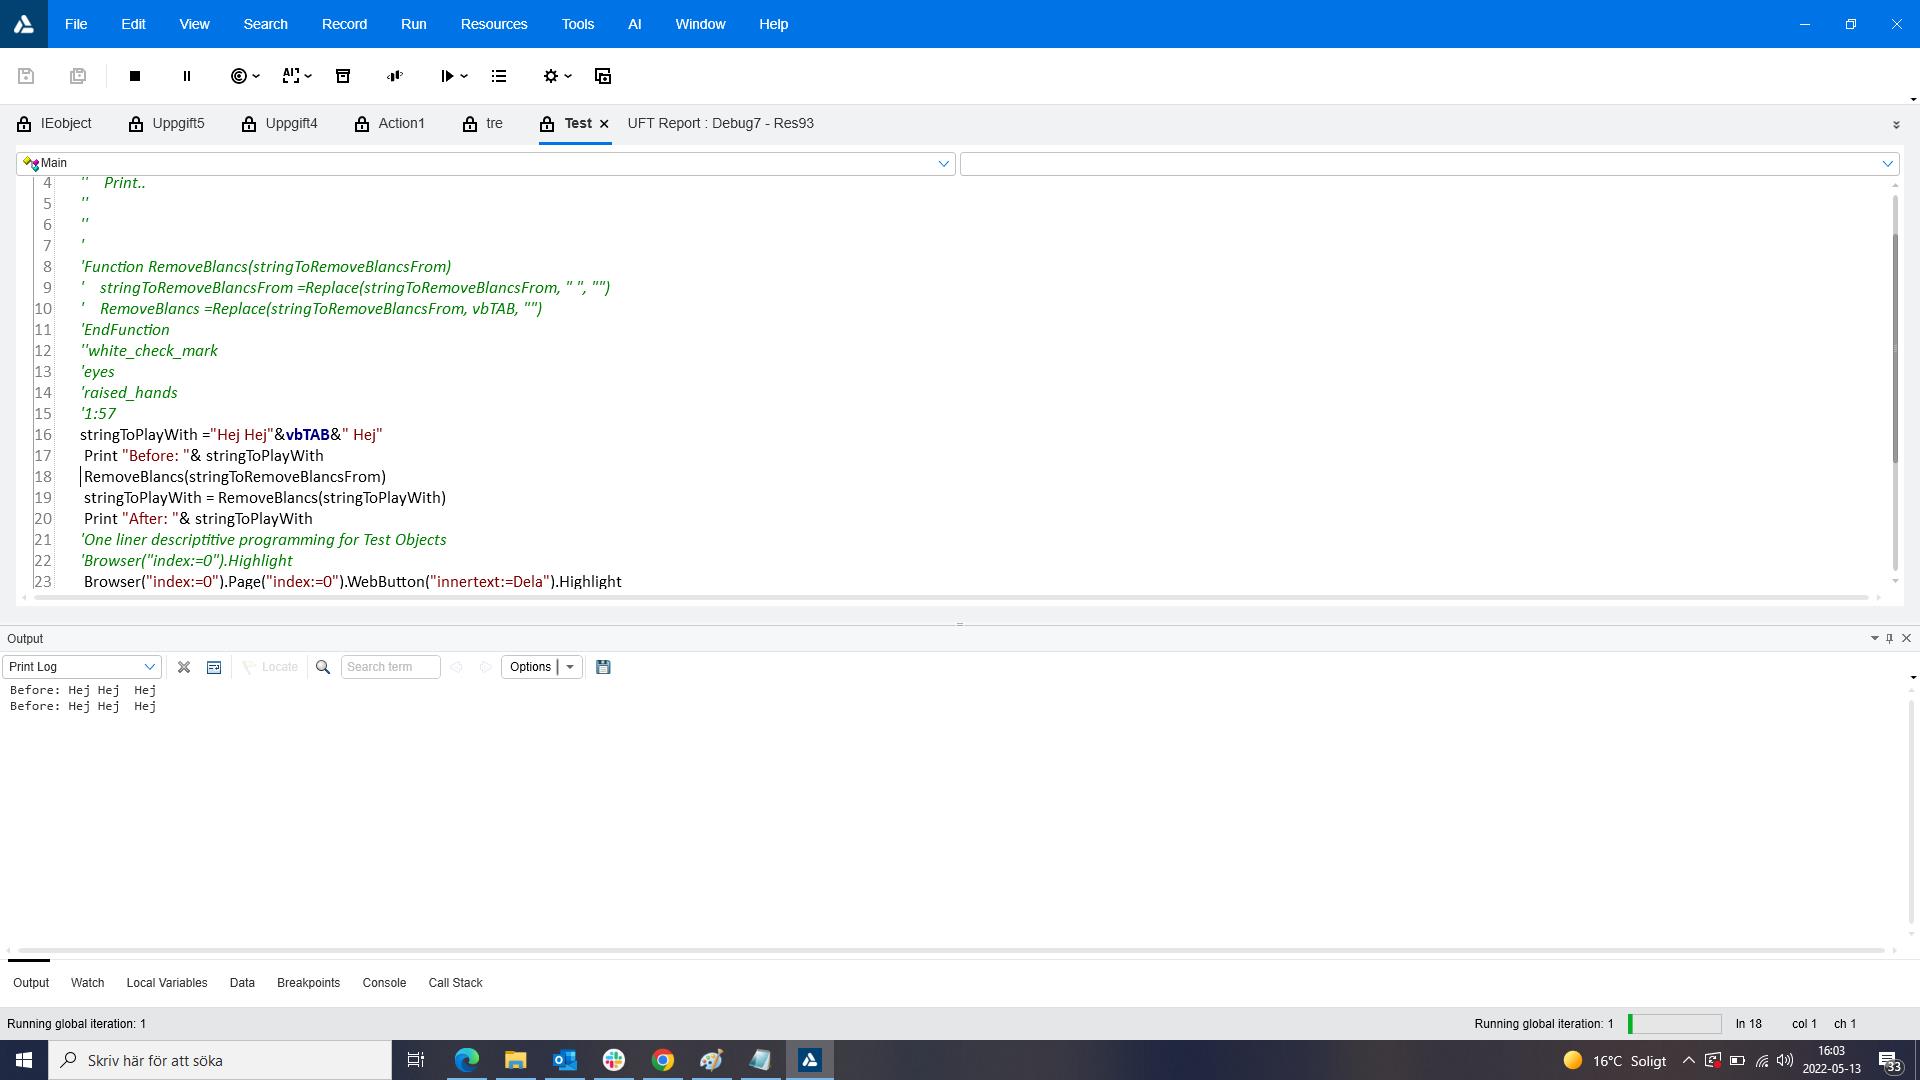 File Edit View Search Record Run Resources Tools AI Window Help
AI
IEobject Uppgift5 Uppgift4 Action1 tre Test UFT Report : Debug7 - Res93
Main
4 '' Print..
5 ''
6 ''
7 '
8 'Function RemoveBlancs(stringToRemoveBlancsFrom)
9 ' stringToRemoveBlancsFrom =Replace(stringToRemoveBlancsFrom, " ", "")
10 ' RemoveBlancs =Replace(stringToRemoveBlancsFrom, vbTAB, "")
11 'EndFunction
12 ''white_check_mark
13 'eyes
14 'raised_hands
15 '1:57
16 stringToPlayWith ="Hej Hej"&vbTAB&" Hej"
17 Print "Before: "& stringToPlayWith
18 RemoveBlancs(stringToRemoveBlancsFrom)
19 stringToPlayWith = RemoveBlancs(stringToPlayWith)
20 Print "After: "& stringToPlayWith
21 'One liner descriptitive programming for Test Objects
22 'Browser("index:=0").Highlight
23 Browser("index:=0").Page("index:=0").WebButton("innertext:=Dela").Highlight
Output
Print Log Locate Search term Options
Before: Hej Hej  Hej
Before: Hej Hej  Hej
Output Watch Local Variables Data Breakpoints Console Call Stack
Running global iteration: 1 Running global iteration: 1 ln 18 col 1 ch 1
Skriv här för att söka 16°C Soligt 16:03
2022-05-13 33